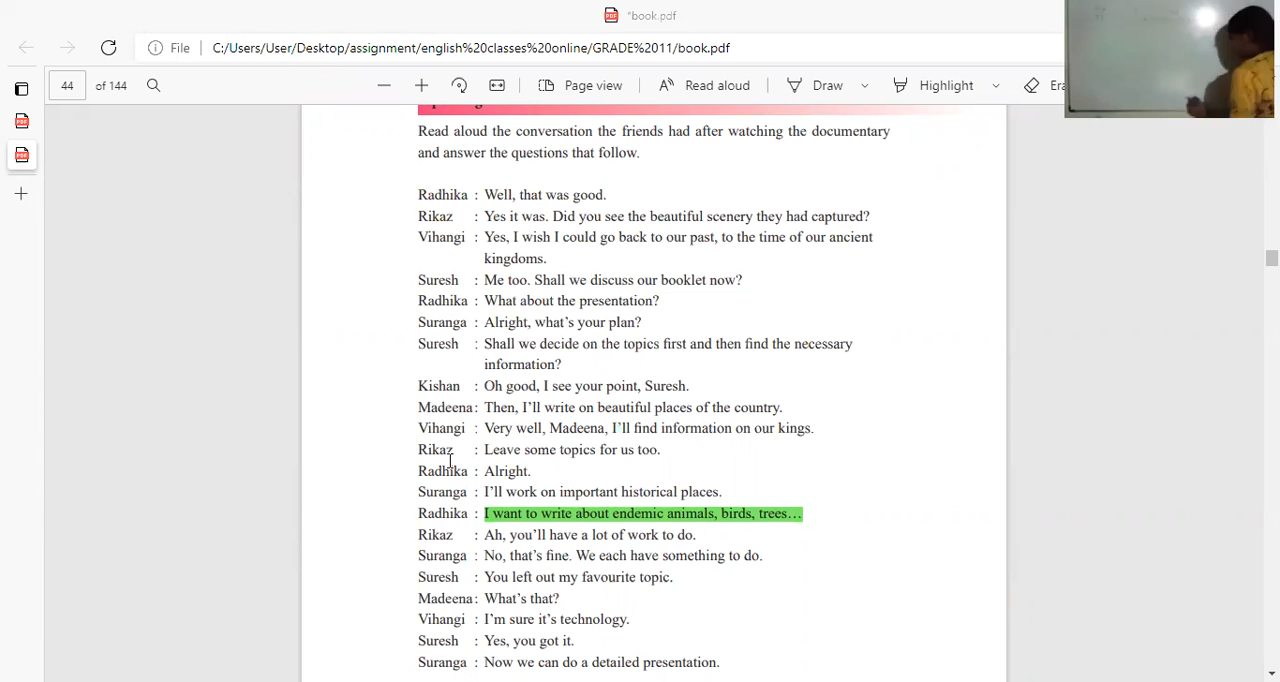 *book.pdf
File C:/Users/User/Desktop/assignment/english%20classes%20online/GRADE%2011/book.pdf
44 of 144 Page view Read aloud Draw Highlight Era
Read aloud the conversation the friends had after watching the documentary
and answer the questions that follow.
Radhika : Well, that was good.
Rikaz : Yes it was. Did you see the beautiful scenery they had captured?
Vihangi : Yes, I wish I could go back to our past, to the time of our ancient
kingdoms.
Suresh : Me too. Shall we discuss our booklet now?
Radhika : What about the presentation?
Suranga : Alright, what's your plan?
Suresh : Shall we decide on the topics first and then find the necessary
information?
Kishan : Oh good, I see your point, Suresh.
Madeena : Then, I'll write on beautiful places of the country.
Vihangi : Very well, Madeena, I'll find information on our kings.
Rikaz : Leave some topics for us too.
Radhika : Alright.
Suranga : I'll work on important historical places.
Radhika : I want to write about endemic animals, birds, trees…
Rikaz : Ah, you'll have a lot of work to do.
Suranga : No, that's fine. We each have something to do.
Suresh : You left out my favourite topic.
Madeena : What's that?
Vihangi : I'm sure it's technology.
Suresh : Yes, you got it.
Suranga : Now we can do a detailed presentation.